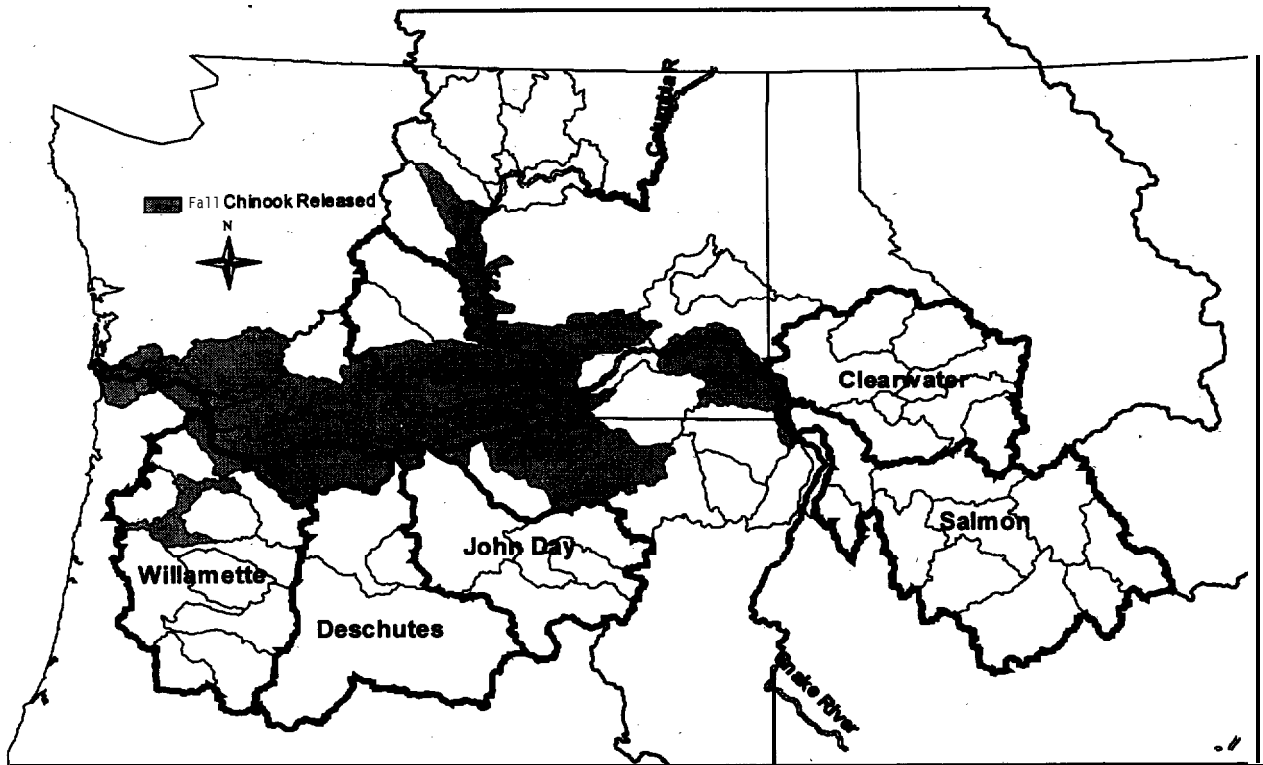 Columbia R
Fall Chinook Released
N
Clearwater
Salmon
John Day
Willamette
Deschutes
Snake River